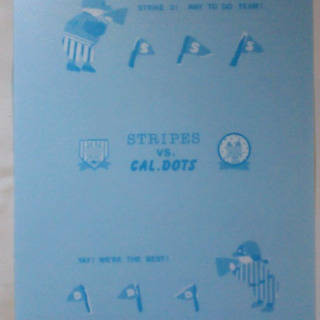 STRIKE 3! WAY TO GO TEAM!
S S S
STRIPES
VS.
CAL.DOTS
YAY! WE'RE THE BEST!